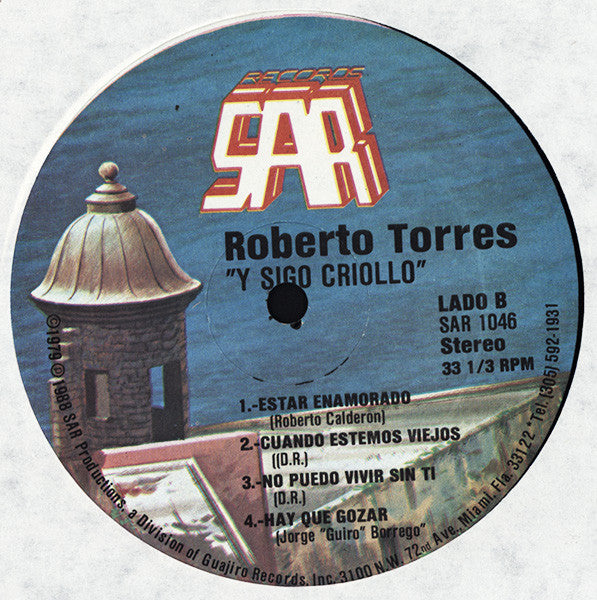 RECORDS
SAR
Roberto Torres
"Y SIGO CRIOLLO"
LADO B
SAR 1046
Stereo
33 1/3 RPM
1.-ESTAR ENAMORADO
(Roberto Calderon)
2.-CUANDO ESTEMOS VIEJOS
((D.R.)
3.-NO PUEDO VIVIR SIN TI
(D.R.)
4.-HAY QUE GOZAR
(Jorge "Guiro" Borrego"
©1979 ℗1988 SAR Productions, a Division of Guajiro Records, Inc. 3100 N.W. 72nd Ave., Miami, Fla. 33122 *Tel. (305) 592-1931